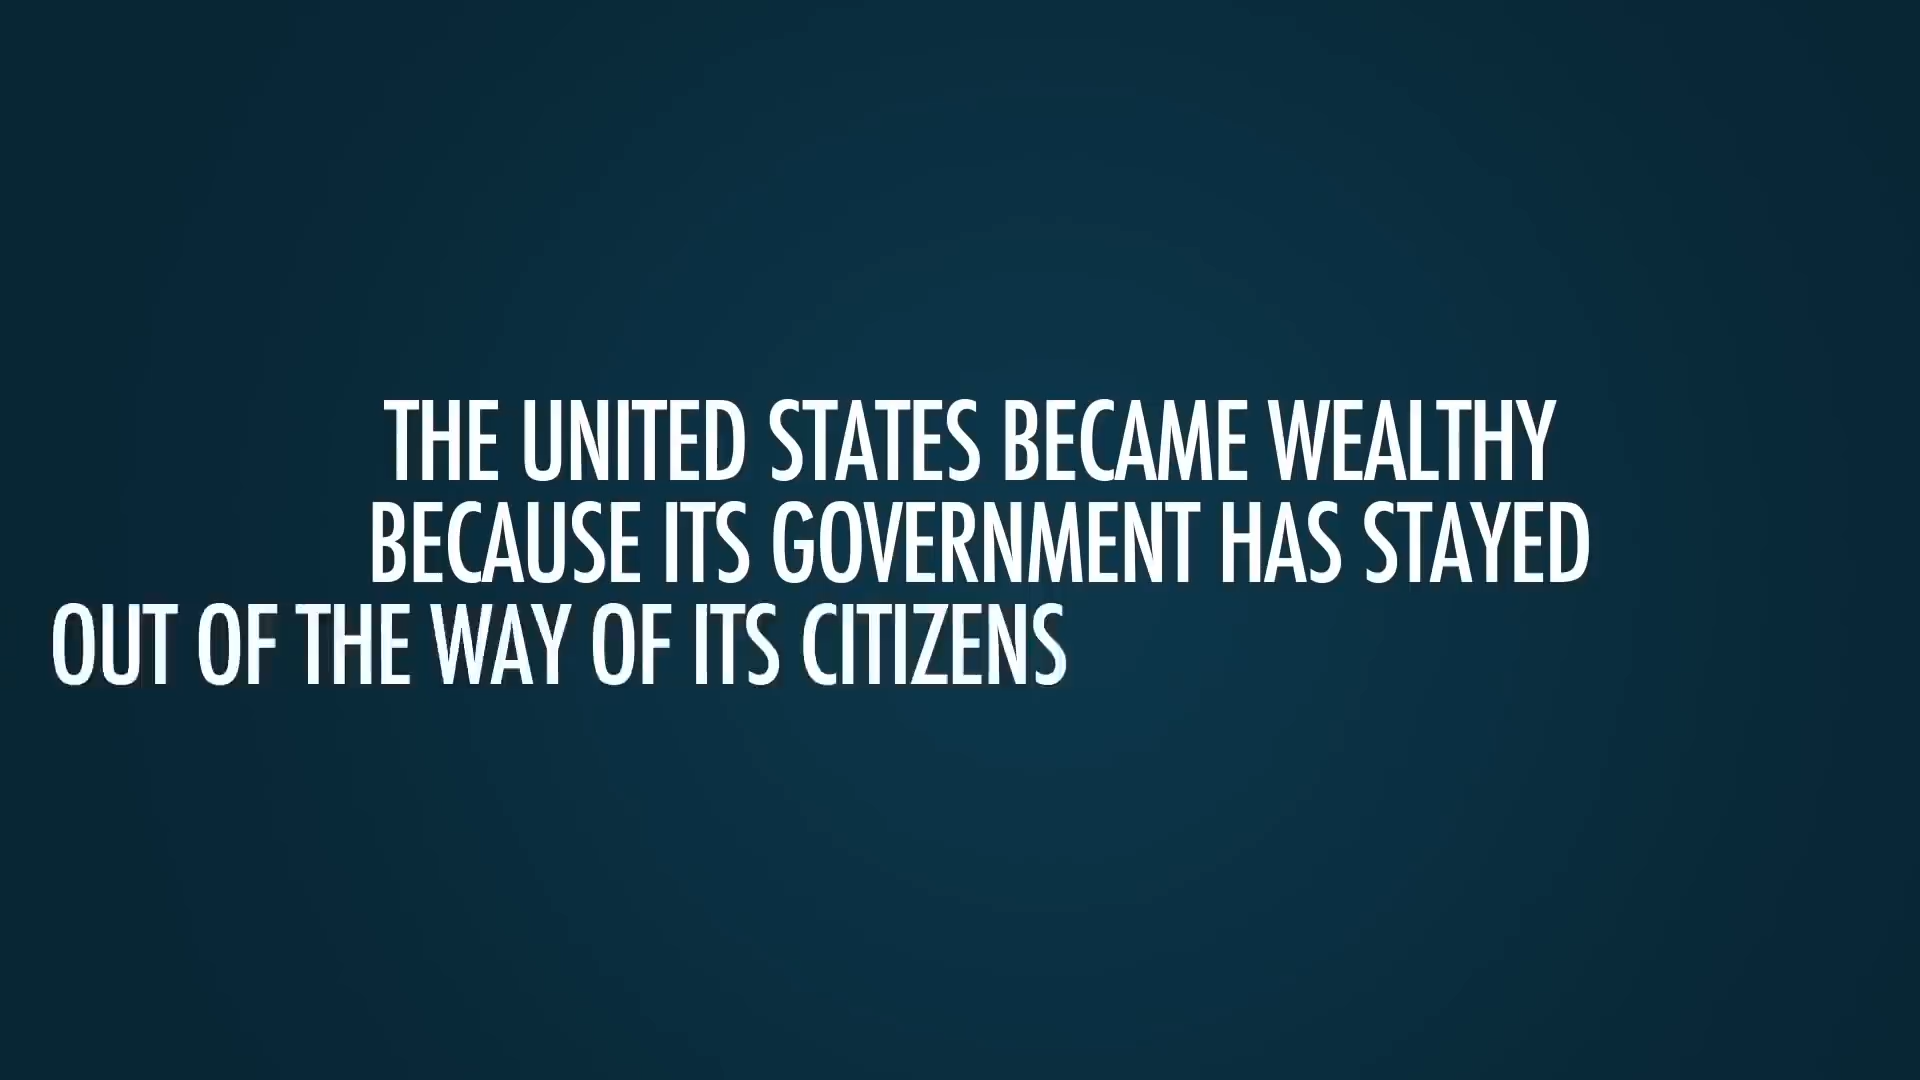 THE UNITED STATES BECAME WEALTHY
BECAUSE ITS GOVERNMENT HAS STAYED
OUT OF THE WAY OF ITS CITIZENS